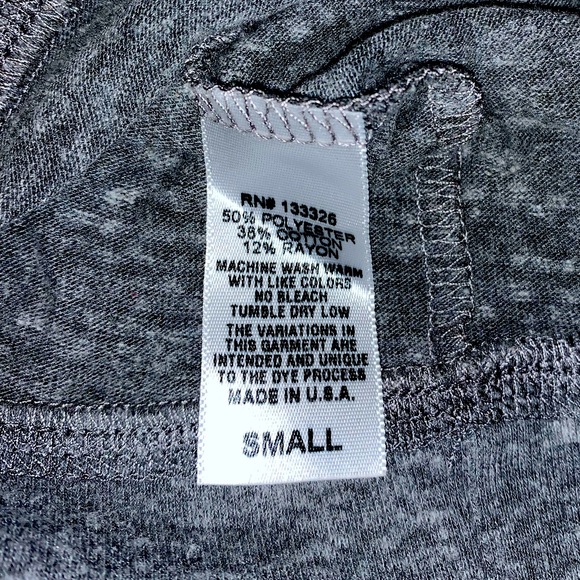 RN# 133326
50% POLYESTER
38% COTTON
12% RAYON
MACHINE WASH WARM
WITH LIKE COLORS
NO BLEACH
TUMBLE DRY LOW
THE VARIATIONS IN
THIS GARMENT ARE
INTENDED AND UNIQUE
TO THE DYE PROCESS
MADE IN U.S.A.
SMALL